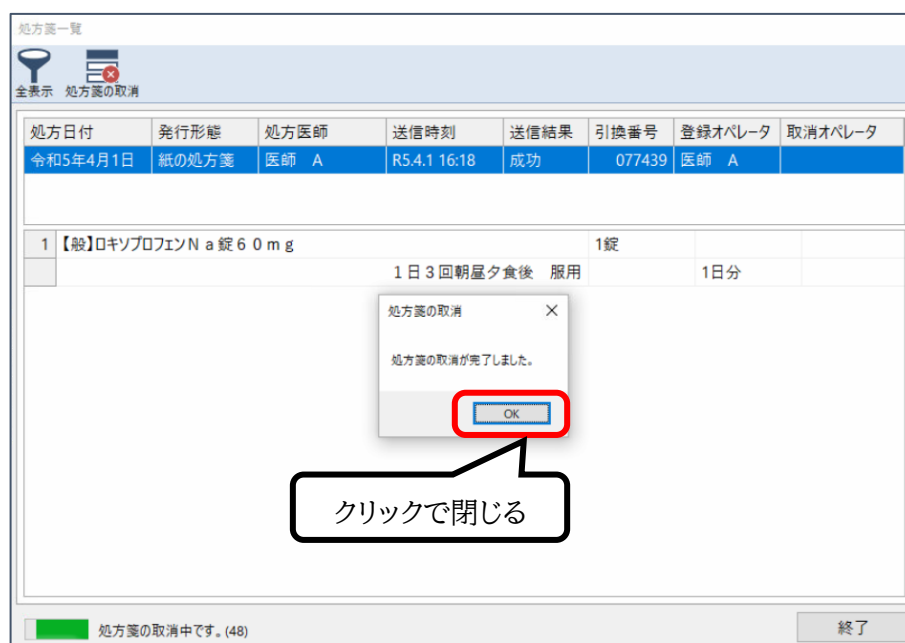 処方箋一覧
全表示 処方箋の取消
処方日付 発行形態 処方医師 送信時刻 送信結果 引換番号 登録オペレータ 取消オペレータ
令和5年4月1日 紙の処方箋 医師 A R5.4.1 16:18 成功 077439 医師 A
1 【般】ロキソプロフェンNa錠60mg 1錠
1日3回朝昼夕食後 服用 1日分
処方箋の取消
処方箋の取消が完了しました。
OK
クリックで閉じる
処方箋の取消中です。(48) 終了